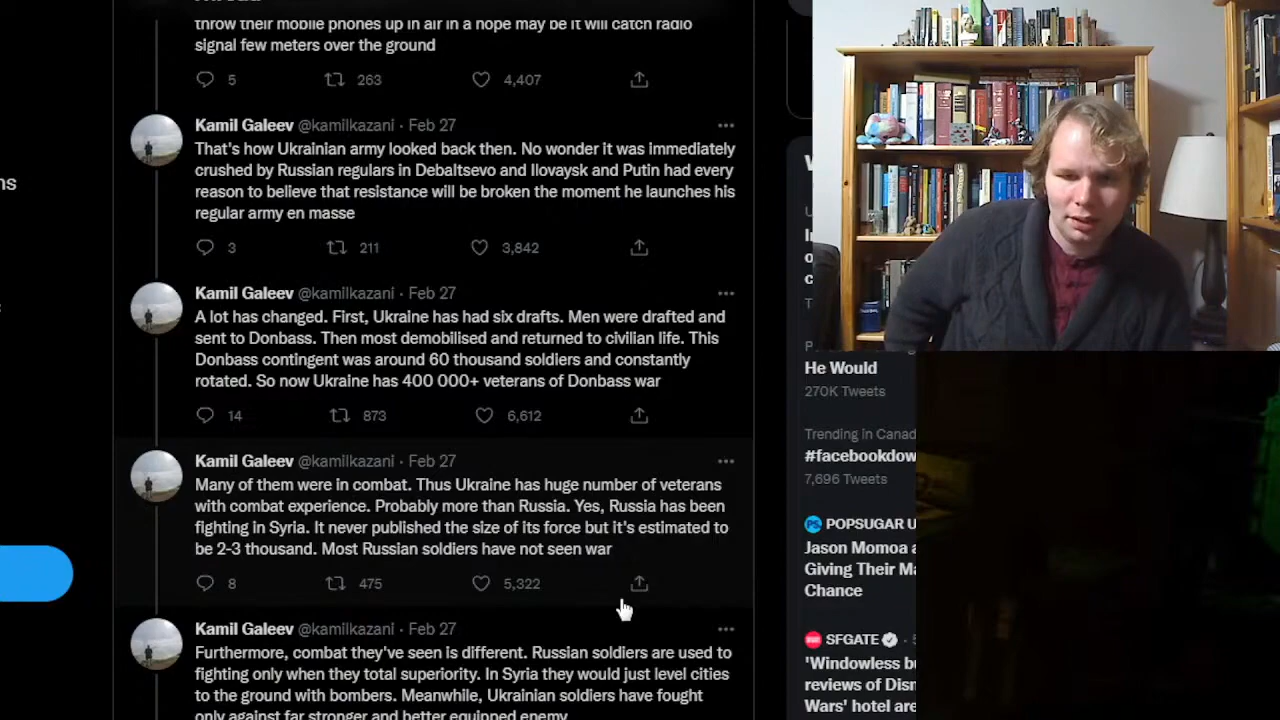 throw their mobile phones up in air in a hope may be it will catch radio
signal few meters over the ground
5 263 4,407
Kamil Galeev @kamilkazani · Feb 27
That's how Ukrainian army looked back then. No wonder it was immediately
crushed by Russian regulars in Debaltsevo and Ilovaysk and Putin had every
reason to believe that resistance will be broken the moment he launches his
regular army en masse
3 211 3,842
Kamil Galeev @kamilkazani · Feb 27
A lot has changed. First, Ukraine has had six drafts. Men were drafted and
sent to Donbass. Then most demobilised and returned to civilian life. This
Donbass contingent was around 60 thousand soldiers and constantly
rotated. So now Ukraine has 400 000+ veterans of Donbass war
14 873 6,612
Kamil Galeev @kamilkazani · Feb 27
Many of them were in combat. Thus Ukraine has huge number of veterans
with combat experience. Probably more than Russia. Yes, Russia has been
fighting in Syria. It never published the size of its force but it's estimated to
be 2-3 thousand. Most Russian soldiers have not seen war
8 475 5,322
Kamil Galeev @kamilkazani · Feb 27
Furthermore, combat they've seen is different. Russian soldiers are used to
fighting only when they total superiority. In Syria they would just level cities
to the ground with bombers. Meanwhile, Ukrainian soldiers have fought
only against far stronger and better equipped enemy
ns
He Would
270K Tweets
Trending in Canad
#facebookdow
7,696 Tweets
POPSUGAR U
Jason Momoa a
Giving Their Ma
Chance
SFGATE ·
'Windowless bu
reviews of Disn
Wars' hotel are